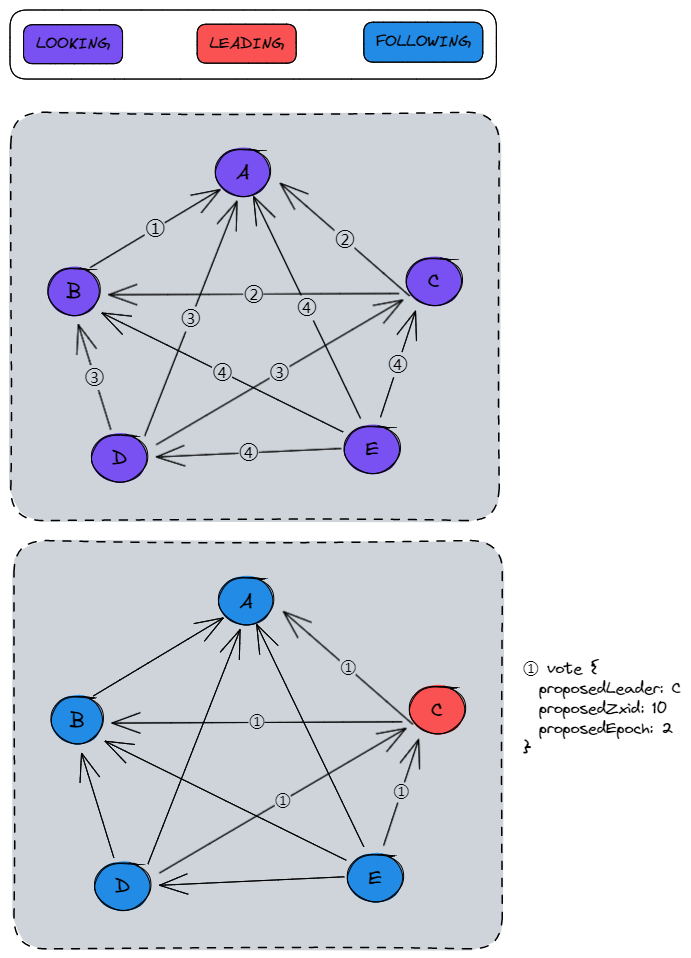 LOOKING
LEADING
FOLLOWING
A
①
②
B
C
②
③
④
③
④
③
④
D
E
④
A
①
① vote {
proposedLeader: C
proposedZxid: 10
proposedEpoch: 2
}
B
C
①
①
①
D
E